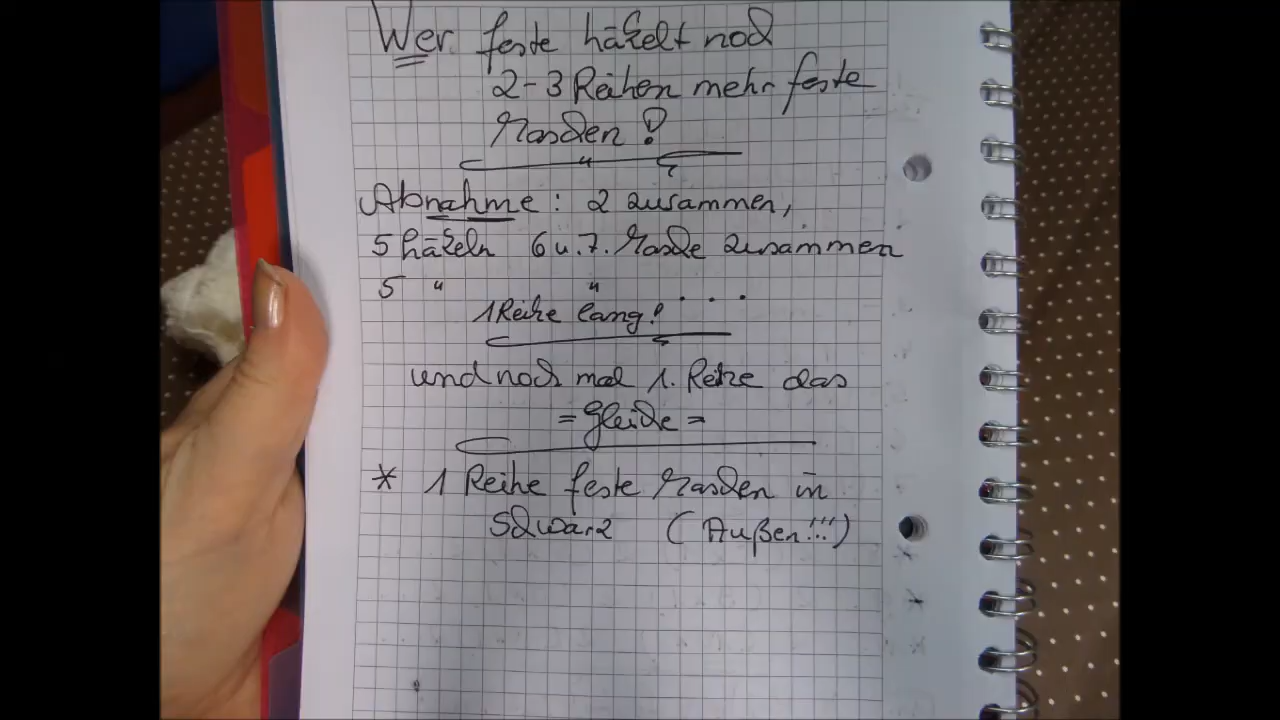 Wer feste häkelt noch
2-3 Reihen mehr feste
Maschen!
Abnahme: 2 zusammen,
5 häkeln 6 u. 7. Masche zusammen
5 " " . . .
1 Reihe lang!
und noch mal 1. Reihe das
= gleiche =
* 1 Reihe feste Maschen in
schwarz (Außen!!!)